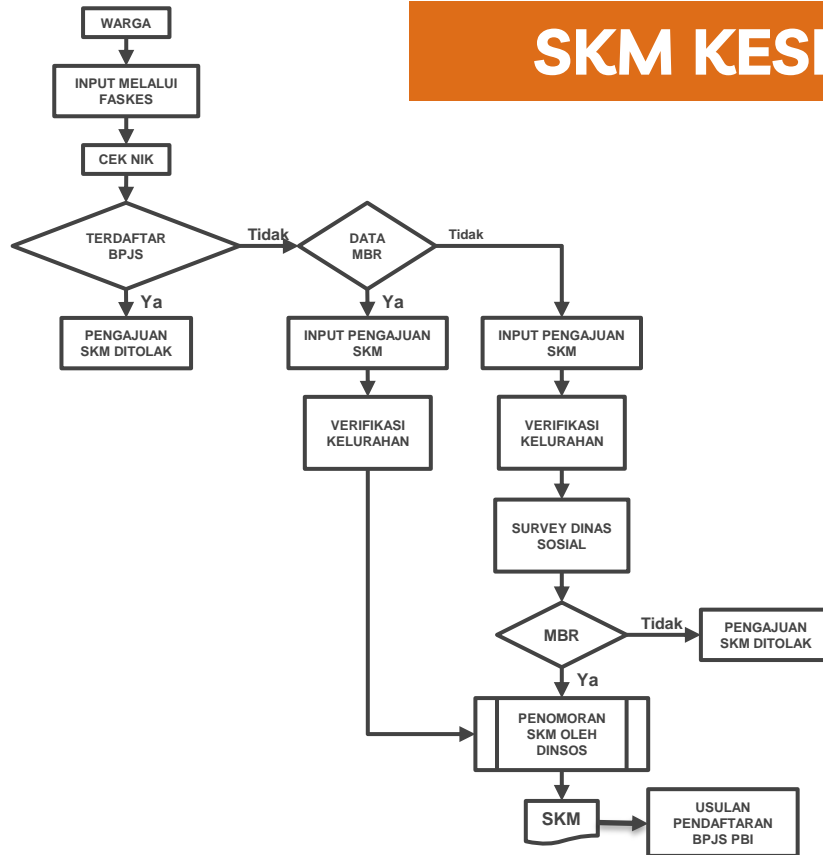 SKM KES
WARGA
INPUT MELALUI
FASKES
CEK NIK
TERDAFTAR
BPJS
Tidak
DATA
MBR
Tidak
Ya
Ya
PENGAJUAN
SKM DITOLAK
INPUT PENGAJUAN
SKM
INPUT PENGAJUAN
SKM
VERIFIKASI
KELURAHAN
VERIFIKASI
KELURAHAN
SURVEY DINAS
SOSIAL
MBR
Tidak
PENGAJUAN
SKM DITOLAK
Ya
PENOMORAN
SKM OLEH
DINSOS
SKM
USULAN
PENDAFTARAN
BPJS PBI